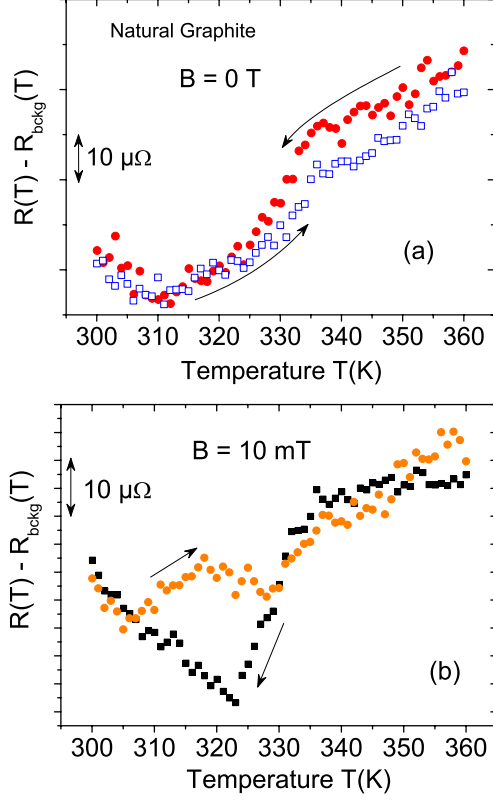 Natural Graphite
B = 0 T
R(T) - R_bckg(T)
10 μΩ
(a)
300 310 320 330 340 350 360
Temperature T(K)
B = 10 mT
R(T) - R_bckg(T)
10 μΩ
(b)
300 310 320 330 340 350 360
Temperature T(K)